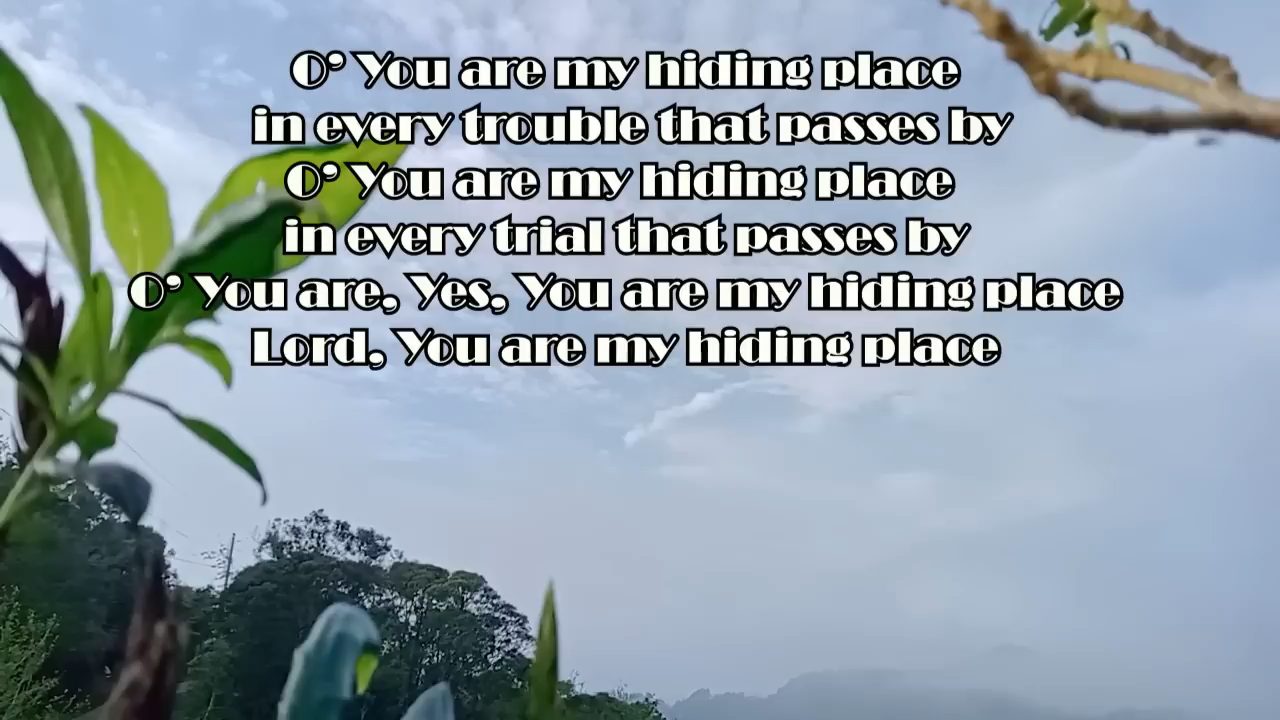 O' You are my hiding place
in every trouble that passes by
O' You are my hiding place
in every trial that passes by
O' You are, Yes, You are my hiding place
Lord, You are my hiding place